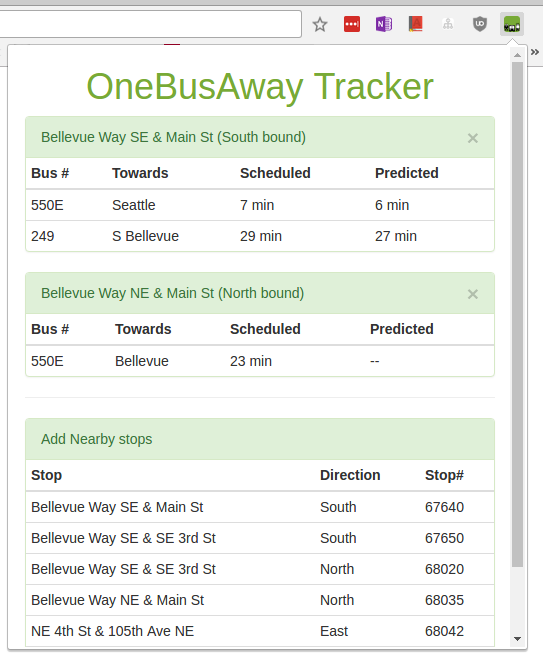 OneBusAway Tracker
Bellevue Way SE & Main St (South bound) ×
Bus # Towards Scheduled Predicted
550E Seattle 7 min 6 min
249 S Bellevue 29 min 27 min
Bellevue Way NE & Main St (North bound) ×
Bus # Towards Scheduled Predicted
550E Bellevue 23 min --
Add Nearby stops
Stop Direction Stop#
Bellevue Way SE & Main St South 67640
Bellevue Way SE & SE 3rd St South 67650
Bellevue Way SE & SE 3rd St North 68020
Bellevue Way NE & Main St North 68035
NE 4th St & 105th Ave NE East 68042